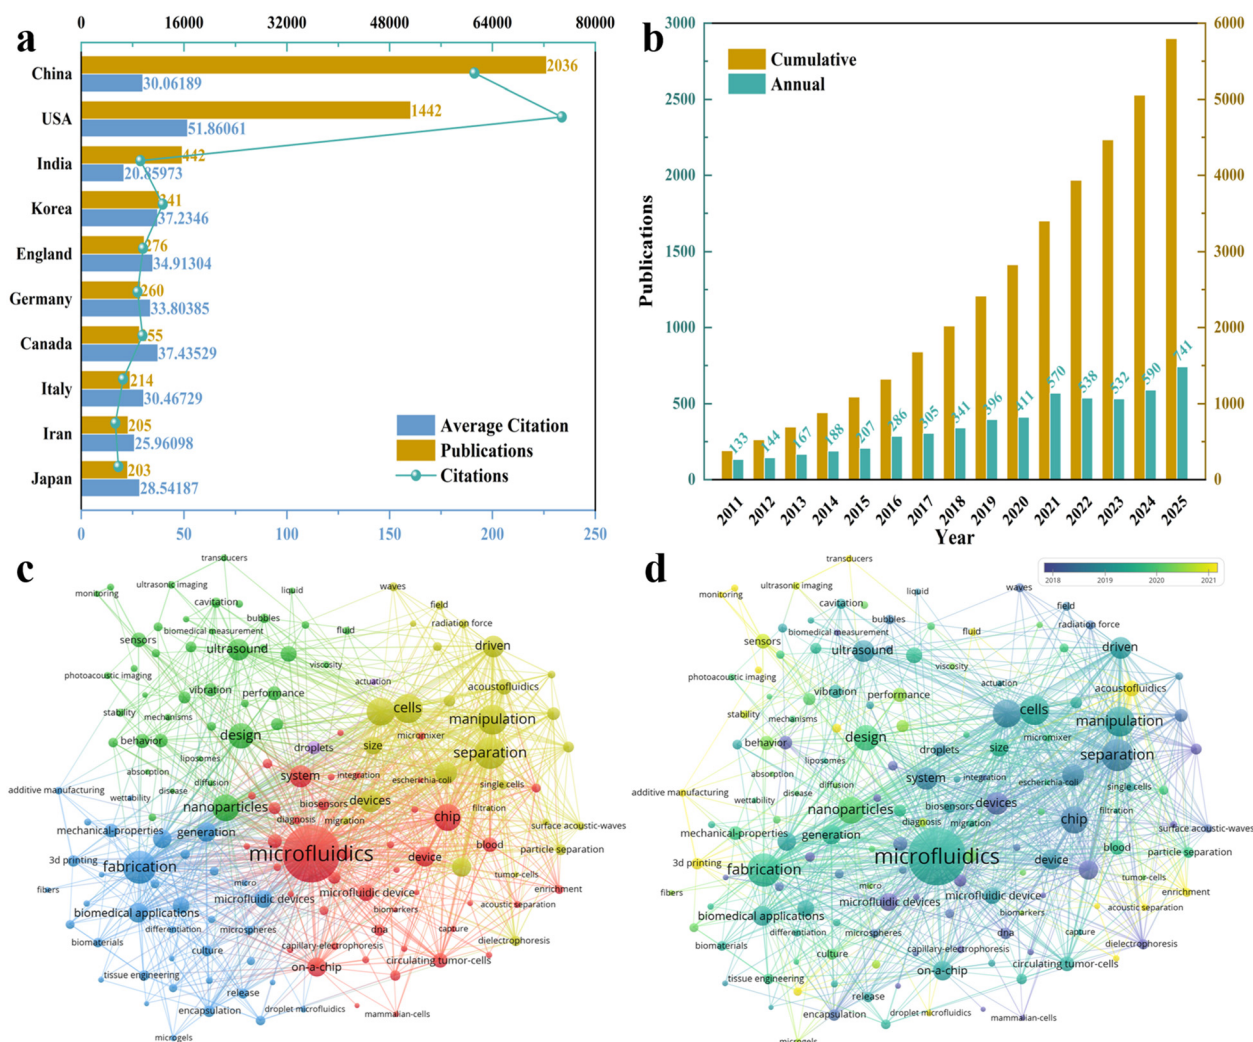 a
0 16000 32000 48000 64000 80000
China 2036
30.06189
USA 1442
51.86061
India 442
20.85973
Korea 341
37.2346
England 276
34.91304
Germany 260
33.80385
Canada
37.43529
Italy 214
30.46729
Iran 205
25.96098
Japan 203
28.54187
Average Citation
Publications
Citations
0 50 100 150 200 250
b
Cumulative
Annual
Publications
3000
2500
2000
1500
1000
500
0
6000
5000
4000
3000
2000
1000
0
133 144 167 188 207 286 305 341 396 411 570 538 532 590 741
2011 2012 2013 2014 2015 2016 2017 2018 2019 2020 2021 2022 2023 2024 2025
Year
c
transducers
ultrasonic imaging
monitoring
liquid
waves
cavitation
field
bubbles
biomedical measurement
fluid
radiation force
sensors
ultrasound
driven
viscosity
photoacoustic imaging
actuation
vibration
performance
acoustofluidics
cells
stability
mechanisms
manipulation
behavior
design
droplets
size
micromixer
separation
liposomes
absorption
system
integration
escherichia-coli
single cells
diffusion
additive manufacturing
wettability
disease
nanoparticles
biosensors
devices
filtration
diagnosis
migration
chip
mechanical-properties
generation
surface acoustic-waves
blood
particle separation
microfluidics
device
3d printing
fabrication
tumor-cells
fibers
micro
enrichment
microfluidic device
microfluidic devices
acoustic separation
biomedical applications
biomarkers
differentiation
microspheres
dna
capture
biomaterials
culture
capillary-electrophoresis
dielectrophoresis
tissue engineering
on-a-chip
circulating tumor-cells
release
encapsulation
droplet microfluidics
mammalian-cells
microgels
d
2018 2019 2020 2021
transducers
ultrasonic imaging
monitoring
liquid
waves
cavitation
field
bubbles
biomedical measurement
fluid
radiation force
sensors
ultrasound
driven
viscosity
photoacoustic imaging
actuation
vibration
performance
acoustofluidics
cells
stability
mechanisms
manipulation
behavior
design
droplets
size
micromixer
separation
liposomes
absorption
system
integration
escherichia-coli
single cells
diffusion
additive manufacturing
wettability
disease
nanoparticles
biosensors
devices
filtration
diagnosis
migration
chip
mechanical-properties
generation
surface acoustic-waves
blood
particle separation
microfluidics
device
3d printing
fabrication
tumor-cells
fibers
micro
enrichment
microfluidic device
microfluidic devices
acoustic separation
biomedical applications
biomarkers
differentiation
microspheres
dna
capture
biomaterials
culture
capillary-electrophoresis
dielectrophoresis
tissue engineering
on-a-chip
circulating tumor-cells
release
encapsulation
droplet microfluidics
mammalian-cells
microgels